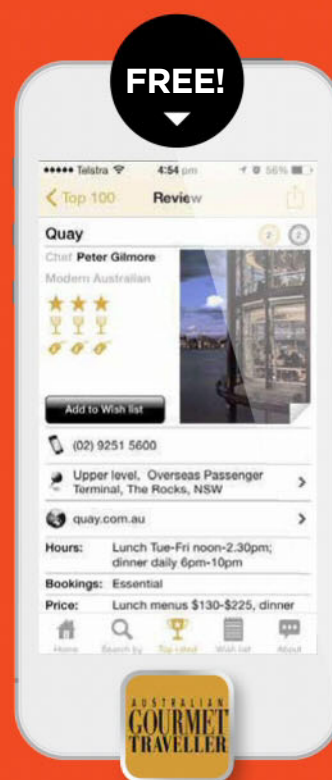 FREE!
Telstra 4:54 pm 56%
Top 100 Review
Quay 2 2
Chef Peter Gilmore
Modern Australian
Add to Wish list
(02) 9251 5600
Upper level, Overseas Passenger
Terminal, The Rocks, NSW
quay.com.au
Hours: Lunch Tue-Fri noon-2.30pm;
dinner daily 6pm-10pm
Bookings: Essential
Price: Lunch menus $130-$225, dinner
Home Search by Top rated Wish list About
AUSTRALIAN
GOURMET
TRAVELLER